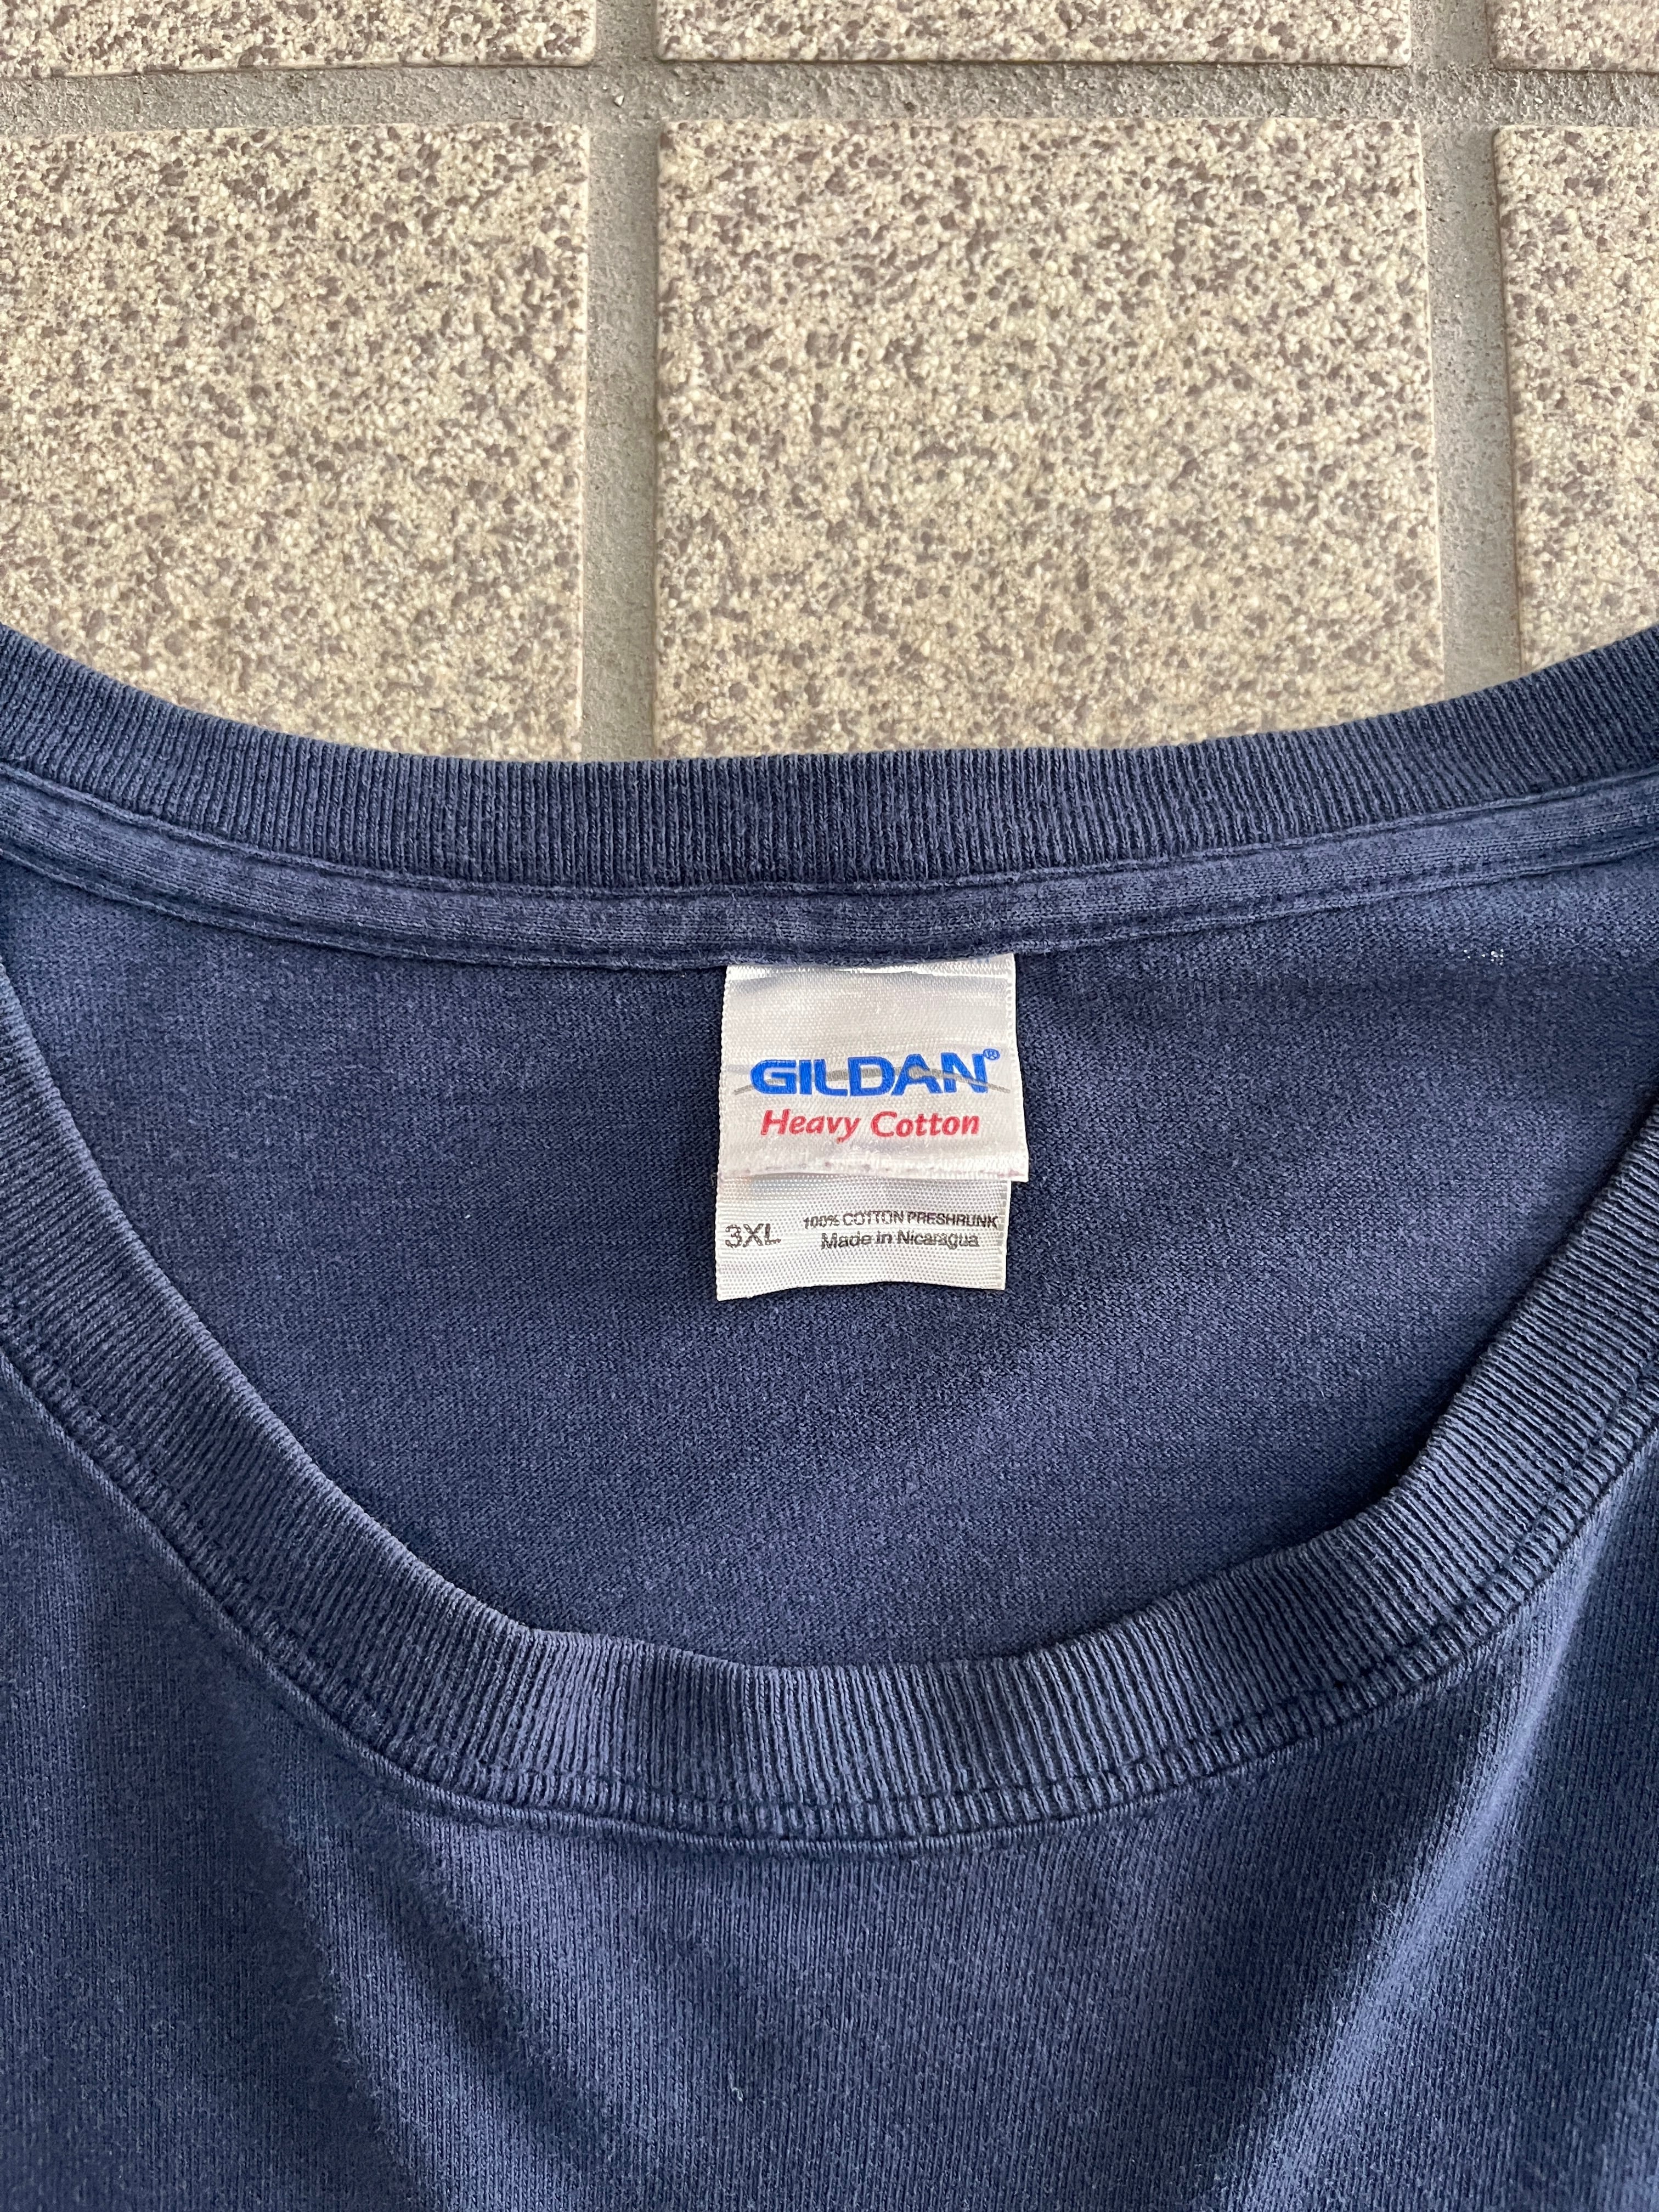 GILDAN®
Heavy Cotton
3XL
100% COTTON PRESHRUNK
Made in Nicaragua